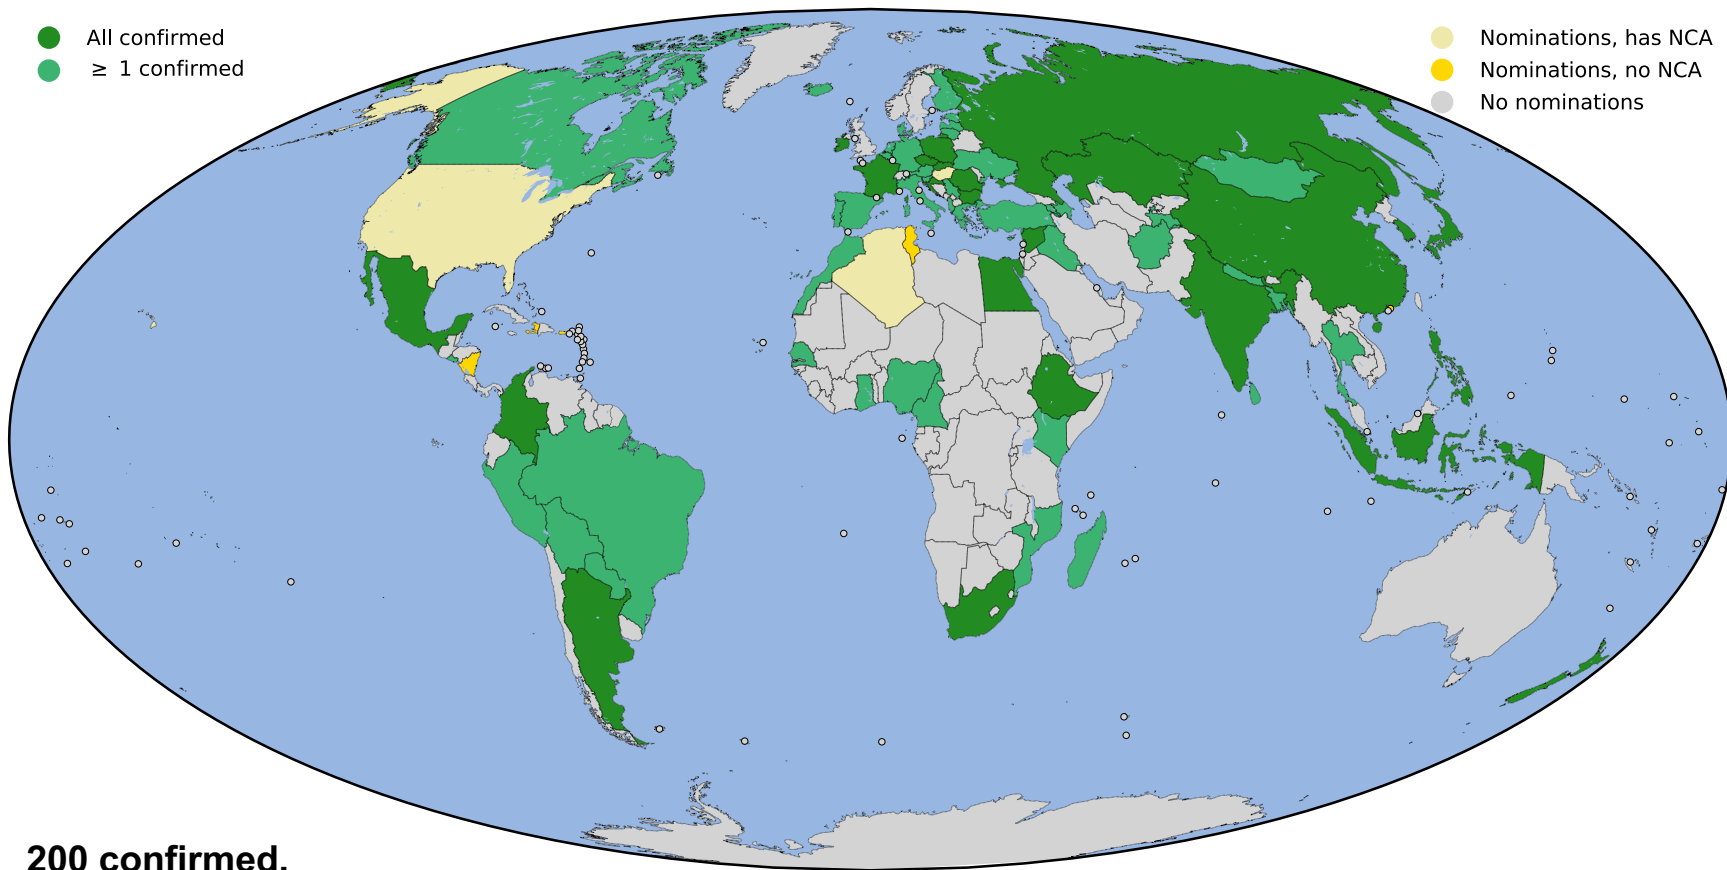 All confirmed
≥ 1 confirmed
Nominations, has NCA
Nominations, no NCA
No nominations
200 confirmed.